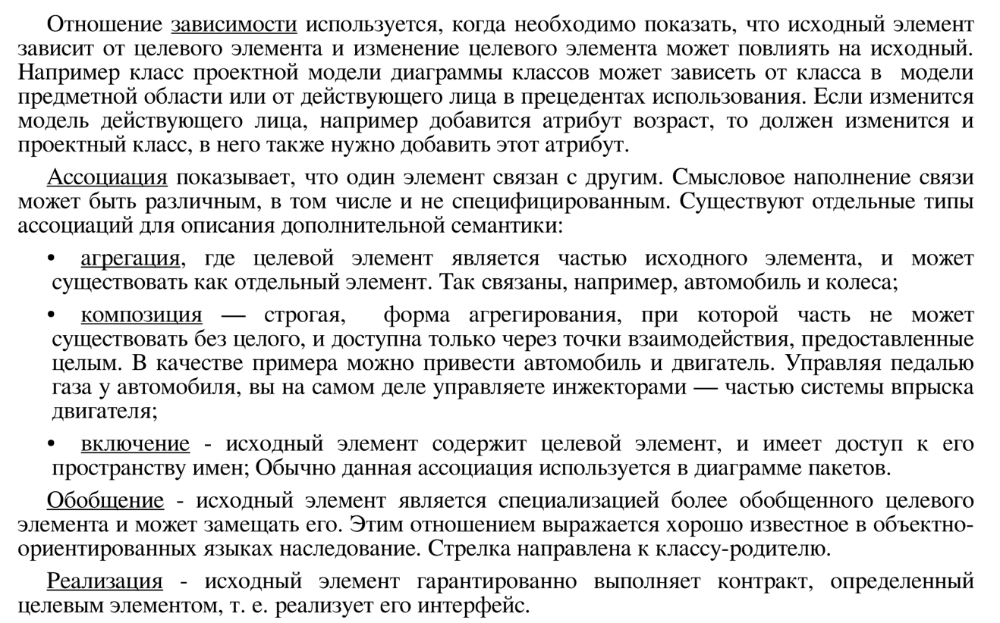 Отношение зависимости используется, когда необходимо показать, что исходный элемент
зависит от целевого элемента и изменение целевого элемента может повлиять на исходный.
Например класс проектной модели диаграммы классов может зависеть от класса в модели
предметной области или от действующего лица в прецедентах использования. Если изменится
модель действующего лица, например добавится атрибут возраст, то должен изменится и
проектный класс, в него также нужно добавить этот атрибут.
Ассоциация показывает, что один элемент связан с другим. Смысловое наполнение связи
может быть различным, в том числе и не специфицированным. Существуют отдельные типы
ассоциаций для описания дополнительной семантики:
• агрегация, где целевой элемент является частью исходного элемента, и может
существовать как отдельный элемент. Так связаны, например, автомобиль и колеса;
• композиция — строгая, форма агрегирования, при которой часть не может
существовать без целого, и доступна только через точки взаимодействия, предоставленные
целым. В качестве примера можно привести автомобиль и двигатель. Управляя педалью
газа у автомобиля, вы на самом деле управляете инжекторами — частью системы впрыска
двигателя;
• включение - исходный элемент содержит целевой элемент, и имеет доступ к его
пространству имен; Обычно данная ассоциация используется в диаграмме пакетов.
Обобщение - исходный элемент является специализацией более обобщенного целевого
элемента и может замещать его. Этим отношением выражается хорошо известное в объектно-
ориентированных языках наследование. Стрелка направлена к классу-родителю.
Реализация - исходный элемент гарантированно выполняет контракт, определенный
целевым элементом, т. е. реализует его интерфейс.